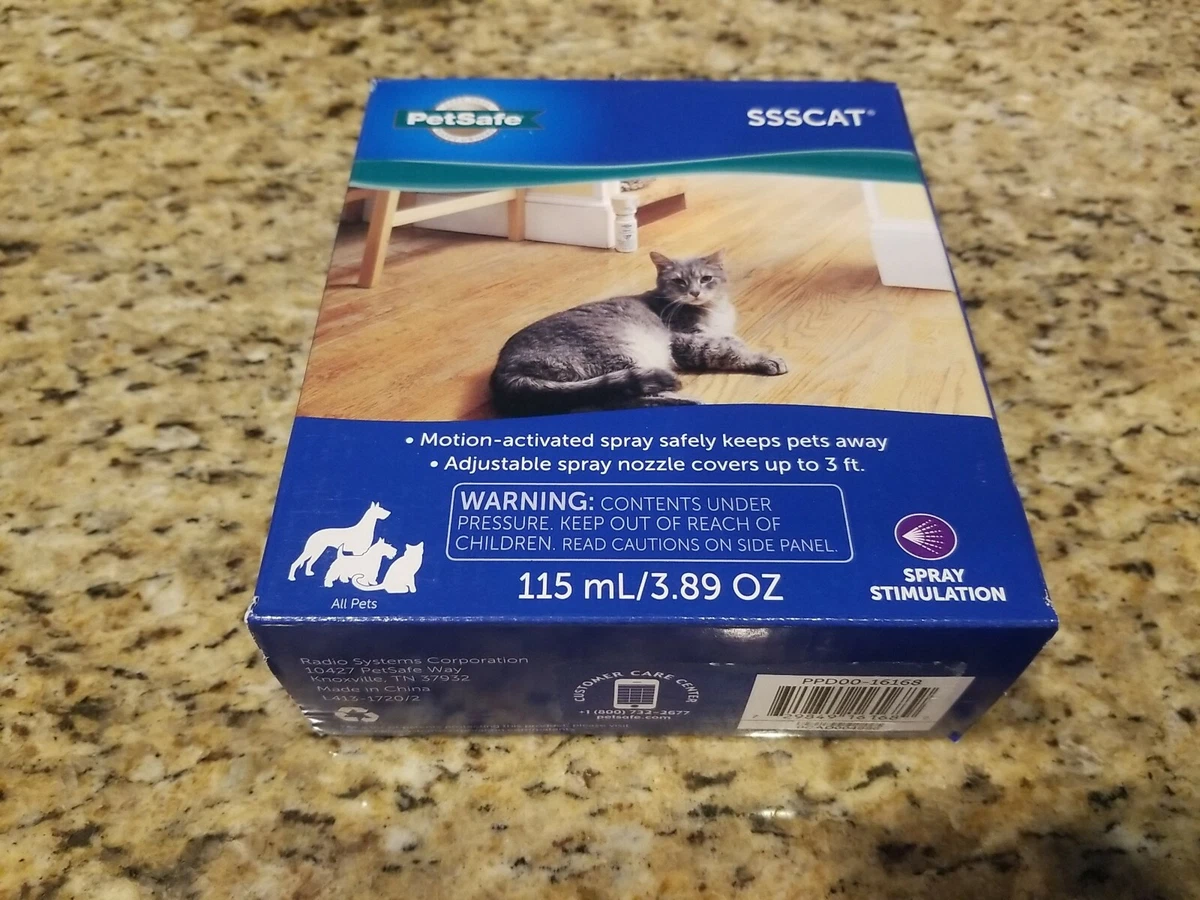 PetSafe®
SSSCAT®
• Motion-activated spray safely keeps pets away
• Adjustable spray nozzle covers up to 3 ft.
WARNING: CONTENTS UNDER
PRESSURE. KEEP OUT OF REACH OF
CHILDREN. READ CAUTIONS ON SIDE PANEL.
All Pets
115 mL/3.89 OZ
SPRAY
STIMULATION
Radio Systems Corporation
10427 PetSafe Way
Knoxville, TN 37932
Made in China
L413-1720/2
CUSTOMER CARE CENTER
+1 (800) 732-2677
petsafe.com
PPD00-16168